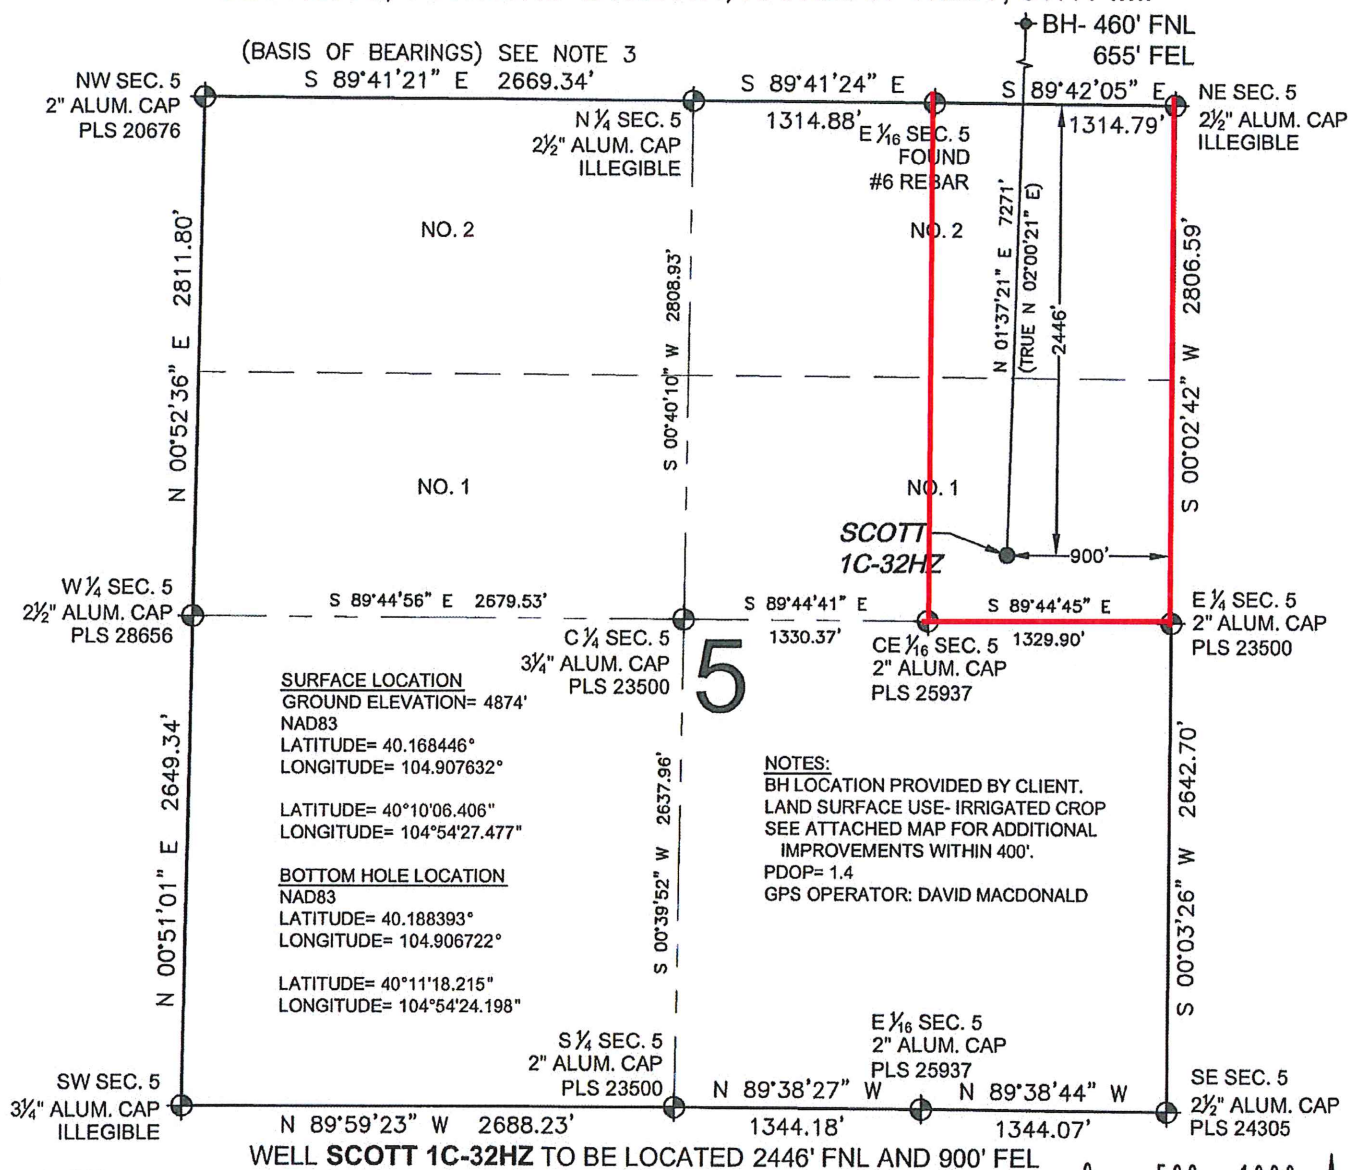 BH- 460' FNL
655' FEL
(BASIS OF BEARINGS) SEE NOTE 3
S 89°41'21" E 2669.34'
S 89°41'24" E
1314.88'
S 89°42'05" E
1314.79'
NW SEC. 5
2" ALUM. CAP
PLS 20676
N ¼ SEC. 5
2½" ALUM. CAP
ILLEGIBLE
E 1⁄16 SEC. 5
FOUND
#6 REBAR
NE SEC. 5
2½" ALUM. CAP
ILLEGIBLE
N 00°52'36" E 2811.80'
NO. 2
S 00°40'10" W 2808.93'
NO. 2
N 01°37'21" E 7271'
(TRUE N 02°00'21" E)
2446'
S 00°02'42" W 2806.59'
NO. 1
NO. 1
SCOTT
1C-32HZ
900'
W ¼ SEC. 5
2½" ALUM. CAP
PLS 28656
S 89°44'56" E 2679.53'
S 89°44'41" E
1330.37'
S 89°44'45" E
1329.90'
E ¼ SEC. 5
2" ALUM. CAP
PLS 23500
C ¼ SEC. 5
3¼" ALUM. CAP
PLS 23500
5
CE 1⁄16 SEC. 5
2" ALUM. CAP
PLS 25937
SURFACE LOCATION
GROUND ELEVATION= 4874'
NAD83
LATITUDE= 40.168446°
LONGITUDE= 104.907632°
LATITUDE= 40°10'06.406"
LONGITUDE= 104°54'27.477"
BOTTOM HOLE LOCATION
NAD83
LATITUDE= 40.188393°
LONGITUDE= 104.906722°
LATITUDE= 40°11'18.215"
LONGITUDE= 104°54'24.198"
NOTES:
BH LOCATION PROVIDED BY CLIENT.
LAND SURFACE USE- IRRIGATED CROP
SEE ATTACHED MAP FOR ADDITIONAL
IMPROVEMENTS WITHIN 400'.
PDOP= 1.4
GPS OPERATOR: DAVID MACDONALD
N 00°51'01" E 2649.34'
S 00°39'52" W 2637.96'
S 00°03'26" W 2642.70'
SW SEC. 5
3¼" ALUM. CAP
ILLEGIBLE
S ¼ SEC. 5
2" ALUM. CAP
PLS 23500
E 1⁄16 SEC. 5
2" ALUM. CAP
PLS 25937
SE SEC. 5
2½" ALUM. CAP
PLS 24305
N 89°59'23" W 2688.23'
N 89°38'27" W
1344.18'
N 89°38'44" W
1344.07'
WELL SCOTT 1C-32HZ TO BE LOCATED 2446' FNL AND 900' FEL